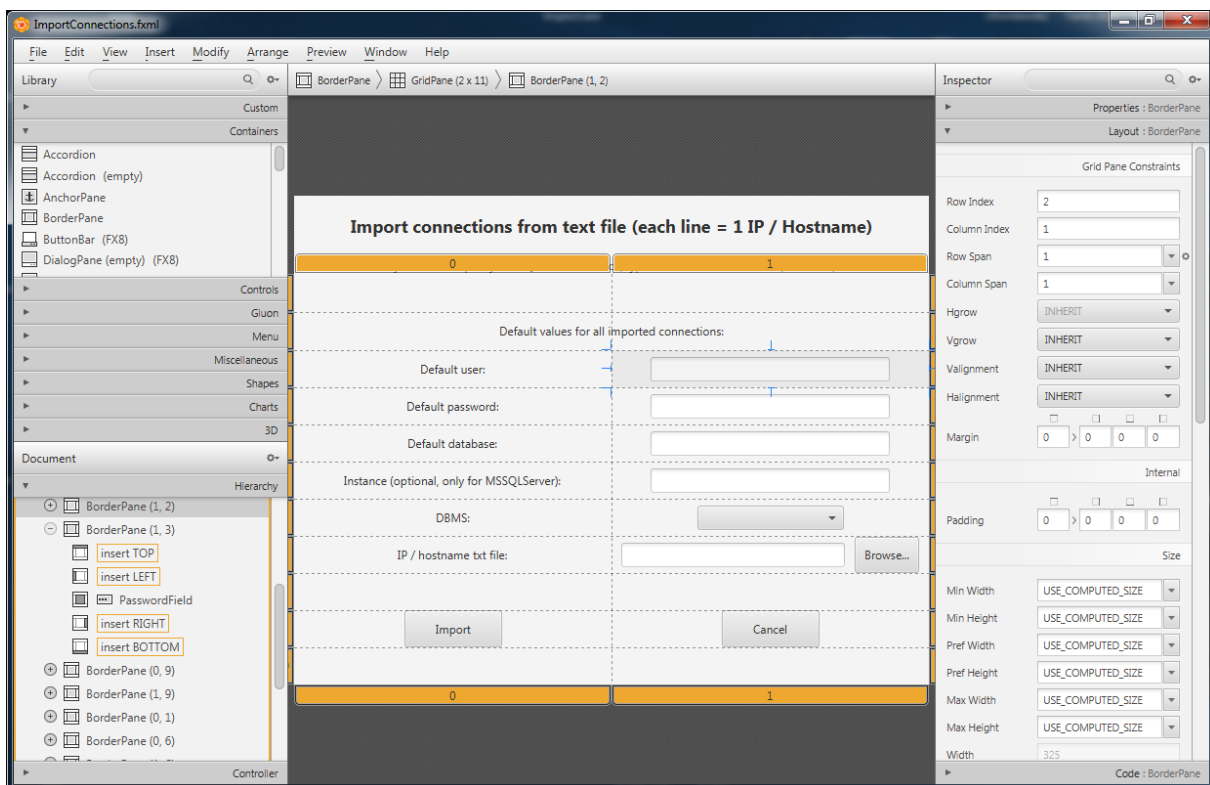 ImportConnections.fxml
File Edit View Insert Modify Arrange Preview Window Help
Library
BorderPane GridPane (2 x 11) BorderPane (1, 2)
Inspector
Custom
Containers
Accordion
Accordion (empty)
AnchorPane
BorderPane
ButtonBar (FX8)
DialogPane (empty) (FX8)
Controls
Gluon
Menu
Miscellaneous
Shapes
Charts
3D
Document
Hierarchy
BorderPane (1, 2)
BorderPane (1, 3)
insert TOP
insert LEFT
PasswordField
insert RIGHT
insert BOTTOM
BorderPane (0, 9)
BorderPane (1, 9)
BorderPane (0, 1)
BorderPane (0, 6)
Controller
Import connections from text file (each line = 1 IP / Hostname)
0 1
Default values for all imported connections:
Default user:
Default password:
Default database:
Instance (optional, only for MSSQLServer):
DBMS:
IP / hostname txt file: Browse...
Import Cancel
0 1
Properties : BorderPane
Layout : BorderPane
Grid Pane Constraints
Row Index 2
Column Index 1
Row Span 1
Column Span 1
Hgrow INHERIT
Vgrow INHERIT
Valignment INHERIT
Halignment INHERIT
Margin 0 0 0 0
Internal
Padding 0 0 0 0
Size
Min Width USE_COMPUTED_SIZE
Min Height USE_COMPUTED_SIZE
Pref Width USE_COMPUTED_SIZE
Pref Height USE_COMPUTED_SIZE
Max Width USE_COMPUTED_SIZE
Max Height USE_COMPUTED_SIZE
Width 325
Code : BorderPane